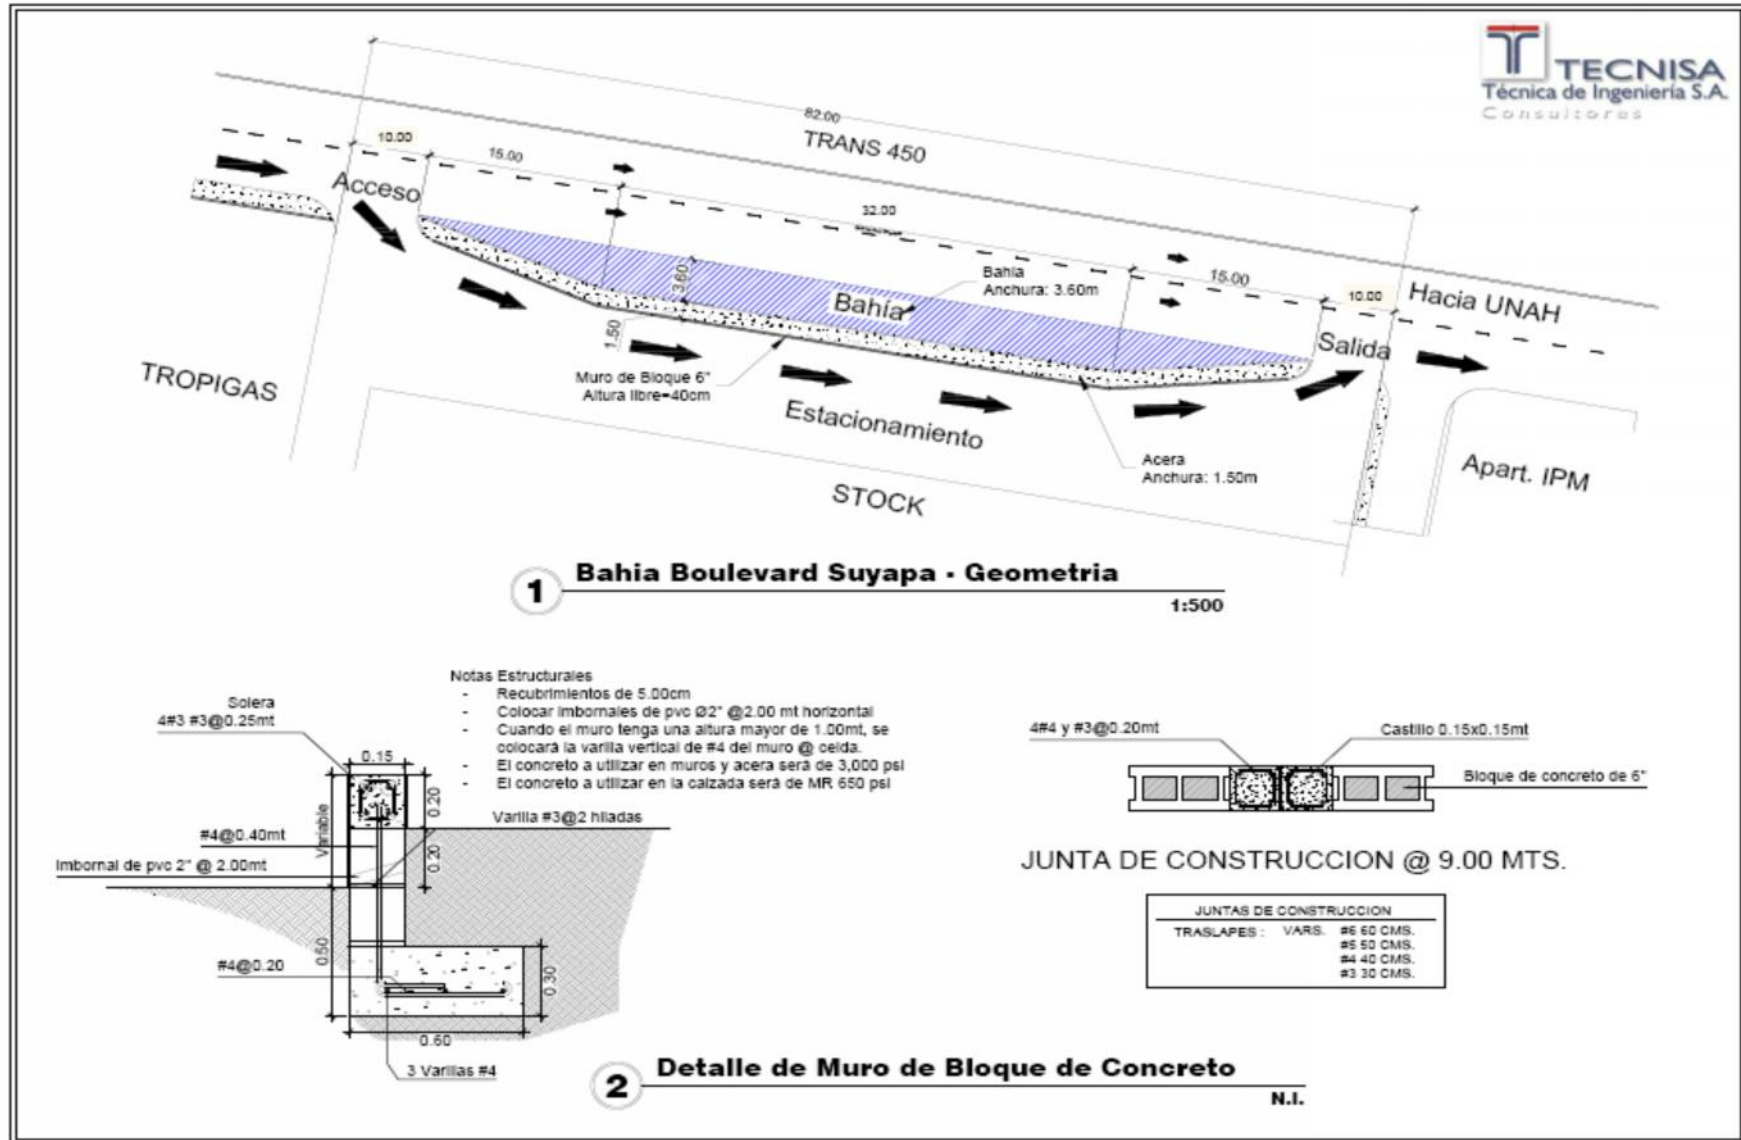 TECNISA
Técnica de Ingeniería S.A.
Consultores
82.00
TRANS 450
10.00
15.00
Acceso
32.00
15.00
10.00
Hacia UNAH
Bahia
Anchura: 3.60m
3.60
Bahía
1.50
Salida
TROPIGAS
Muro de Bloque 6"
Altura libre=40cm
Estacionamiento
Acera
Anchura: 1.50m
Apart. IPM
STOCK
1
Bahia Boulevard Suyapa - Geometria
1:500
Notas Estructurales
- Recubrimientos de 5.00cm
- Colocar imbornales de pvc Ø2" @2.00 mt horizontal
- Cuando el muro tenga una altura mayor de 1.00mt, se
colocará la varilla vertical de #4 del muro @ celda.
- El concreto a utilizar en muros y acera será de 3,000 psi
- El concreto a utilizar en la calzada será de MR 650 psi
Solera
4#3 #3@0.25mt
0.15
0.20
Variable
Varilla #3@2 hiladas
#4@0.40mt
0.20
Imbornal de pvc 2" @ 2.00mt
0.50
#4@0.20
0.30
0.60
3 Varillas #4
4#4 y #3@0.20mt
Castillo 0.15x0.15mt
Bloque de concreto de 6"
JUNTA DE CONSTRUCCION @ 9.00 MTS.
JUNTAS DE CONSTRUCCION
TRASLAPES : VARS. #6 60 CMS.
#5 50 CMS.
#4 40 CMS.
#3 30 CMS.
2
Detalle de Muro de Bloque de Concreto
N.I.